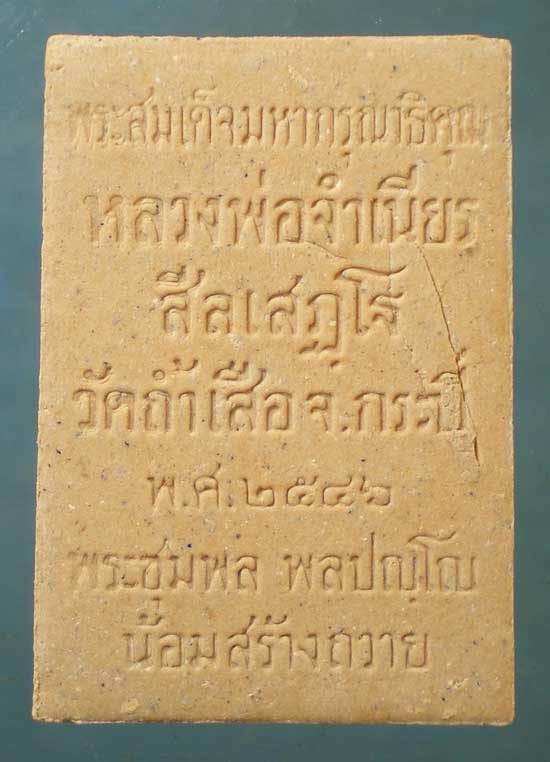 พระสมเด็จมหากรุณาธิคุณ
หลวงพ่อจำเนียร
สีลเสฏฺโฐ
วัดถ้ำเสือ จ.กระบี่
พ.ศ.๒๕๔๖
พระชุมพล พลปญฺโญ
น้อมสร้างถวาย